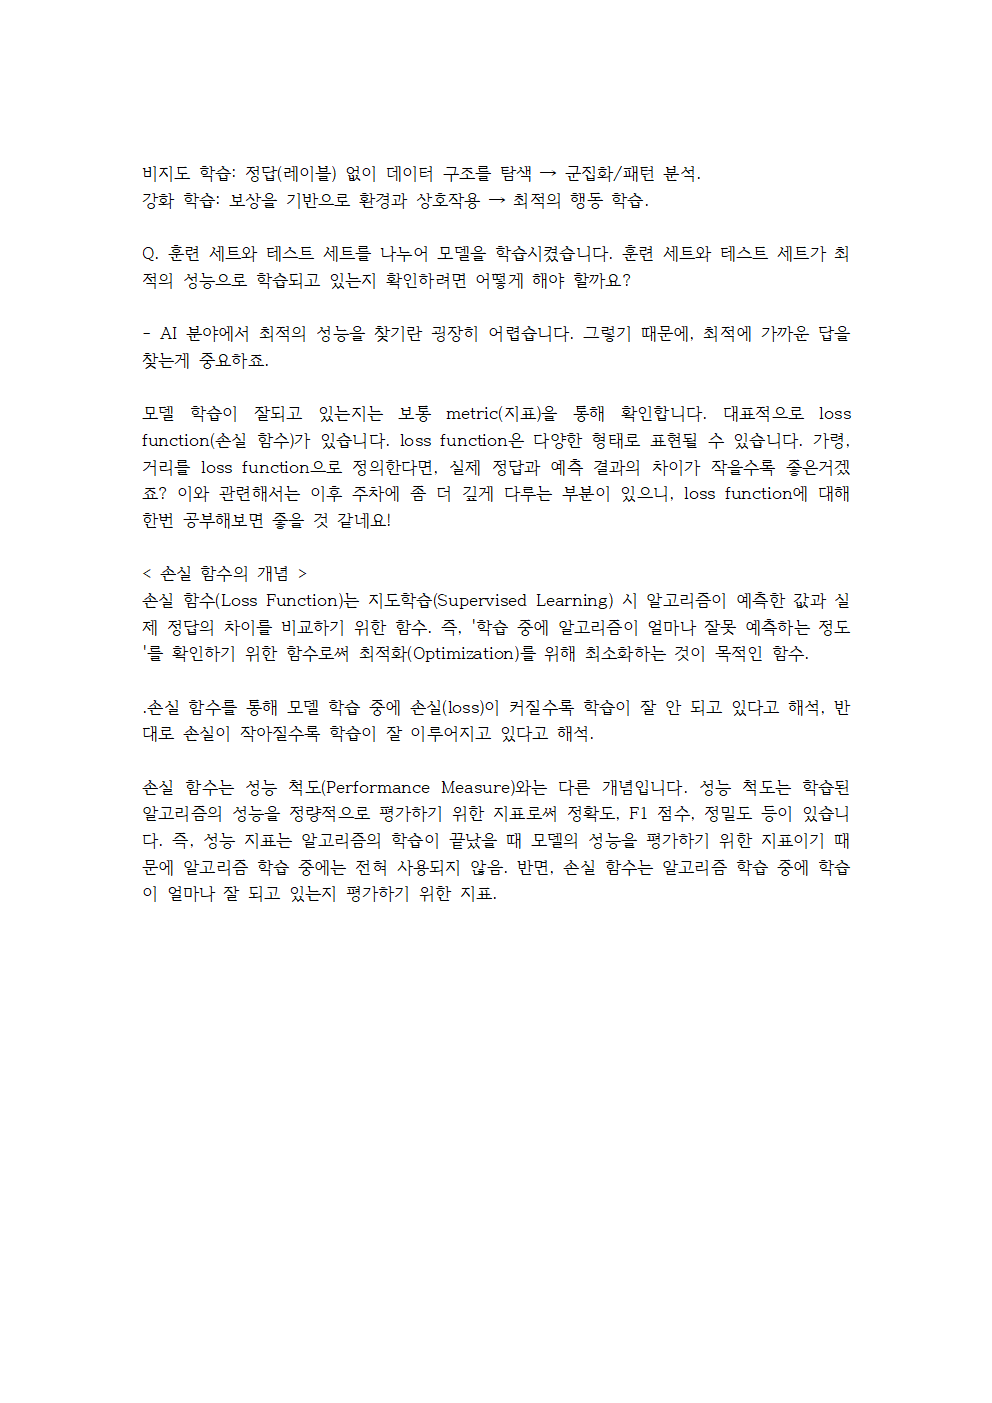 비지도 학습: 정답(레이블) 없이 데이터 구조를 탐색 → 군집화/패턴 분석.
강화 학습: 보상을 기반으로 환경과 상호작용 → 최적의 행동 학습.
Q. 훈련 세트와 테스트 세트를 나누어 모델을 학습시켰습니다. 훈련 세트와 테스트 세트가 최
적의 성능으로 학습되고 있는지 확인하려면 어떻게 해야 할까요?
- AI 분야에서 최적의 성능을 찾기란 굉장히 어렵습니다. 그렇기 때문에, 최적에 가까운 답을
찾는게 중요하죠.
모델 학습이 잘되고 있는지는 보통 metric(지표)을 통해 확인합니다. 대표적으로 loss
function(손실 함수)가 있습니다. loss function은 다양한 형태로 표현될 수 있습니다. 가령,
거리를 loss function으로 정의한다면, 실제 정답과 예측 결과의 차이가 작을수록 좋은거겠
죠? 이와 관련해서는 이후 주차에 좀 더 깊게 다루는 부분이 있으니, loss function에 대해
한번 공부해보면 좋을 것 같네요!
< 손실 함수의 개념 >
손실 함수(Loss Function)는 지도학습(Supervised Learning) 시 알고리즘이 예측한 값과 실
제 정답의 차이를 비교하기 위한 함수. 즉, '학습 중에 알고리즘이 얼마나 잘못 예측하는 정도
'를 확인하기 위한 함수로써 최적화(Optimization)를 위해 최소화하는 것이 목적인 함수.
.손실 함수를 통해 모델 학습 중에 손실(loss)이 커질수록 학습이 잘 안 되고 있다고 해석, 반
대로 손실이 작아질수록 학습이 잘 이루어지고 있다고 해석.
손실 함수는 성능 척도(Performance Measure)와는 다른 개념입니다. 성능 척도는 학습된
알고리즘의 성능을 정량적으로 평가하기 위한 지표로써 정확도, F1 점수, 정밀도 등이 있습니
다. 즉, 성능 지표는 알고리즘의 학습이 끝났을 때 모델의 성능을 평가하기 위한 지표이기 때
문에 알고리즘 학습 중에는 전혀 사용되지 않음. 반면, 손실 함수는 알고리즘 학습 중에 학습
이 얼마나 잘 되고 있는지 평가하기 위한 지표.